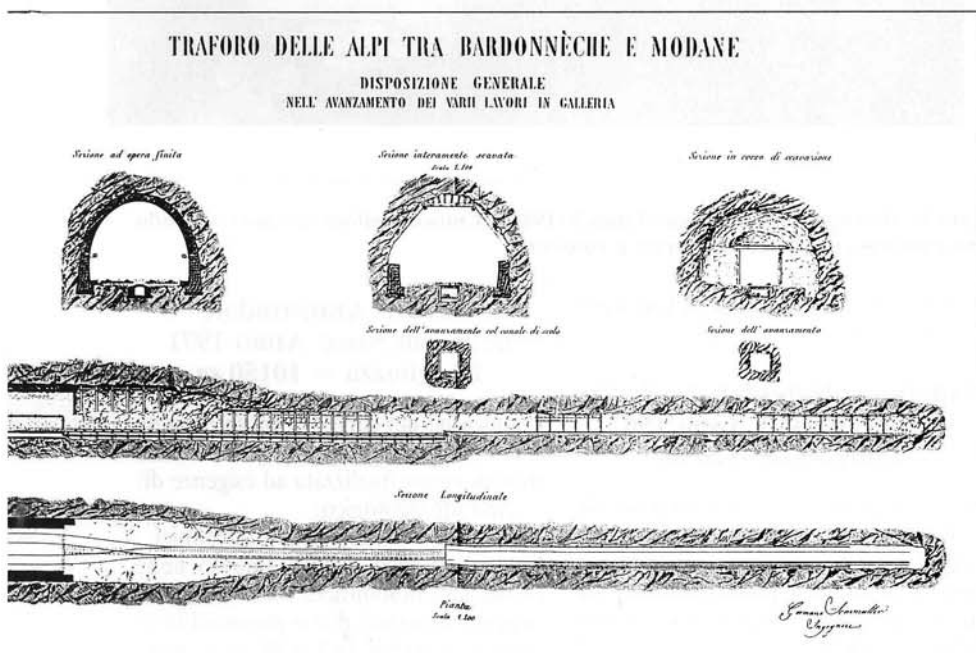 TRAFORO DELLE ALPI TRA BARDONNÈCHE E MODANE
DISPOSIZIONE GENERALE
NELL' AVANZAMENTO DEI VARII LAVORI IN GALLERIA
Sezione ad opera finita
Sezione interamente scavata
Scala 1.100
Sezione in corso di scavazione
Sezione dell'avanzamento col canale di scolo
Sezione dell'avanzamento
Sezione Longitudinale
Pianta
Scala 1.200
Ingegnere